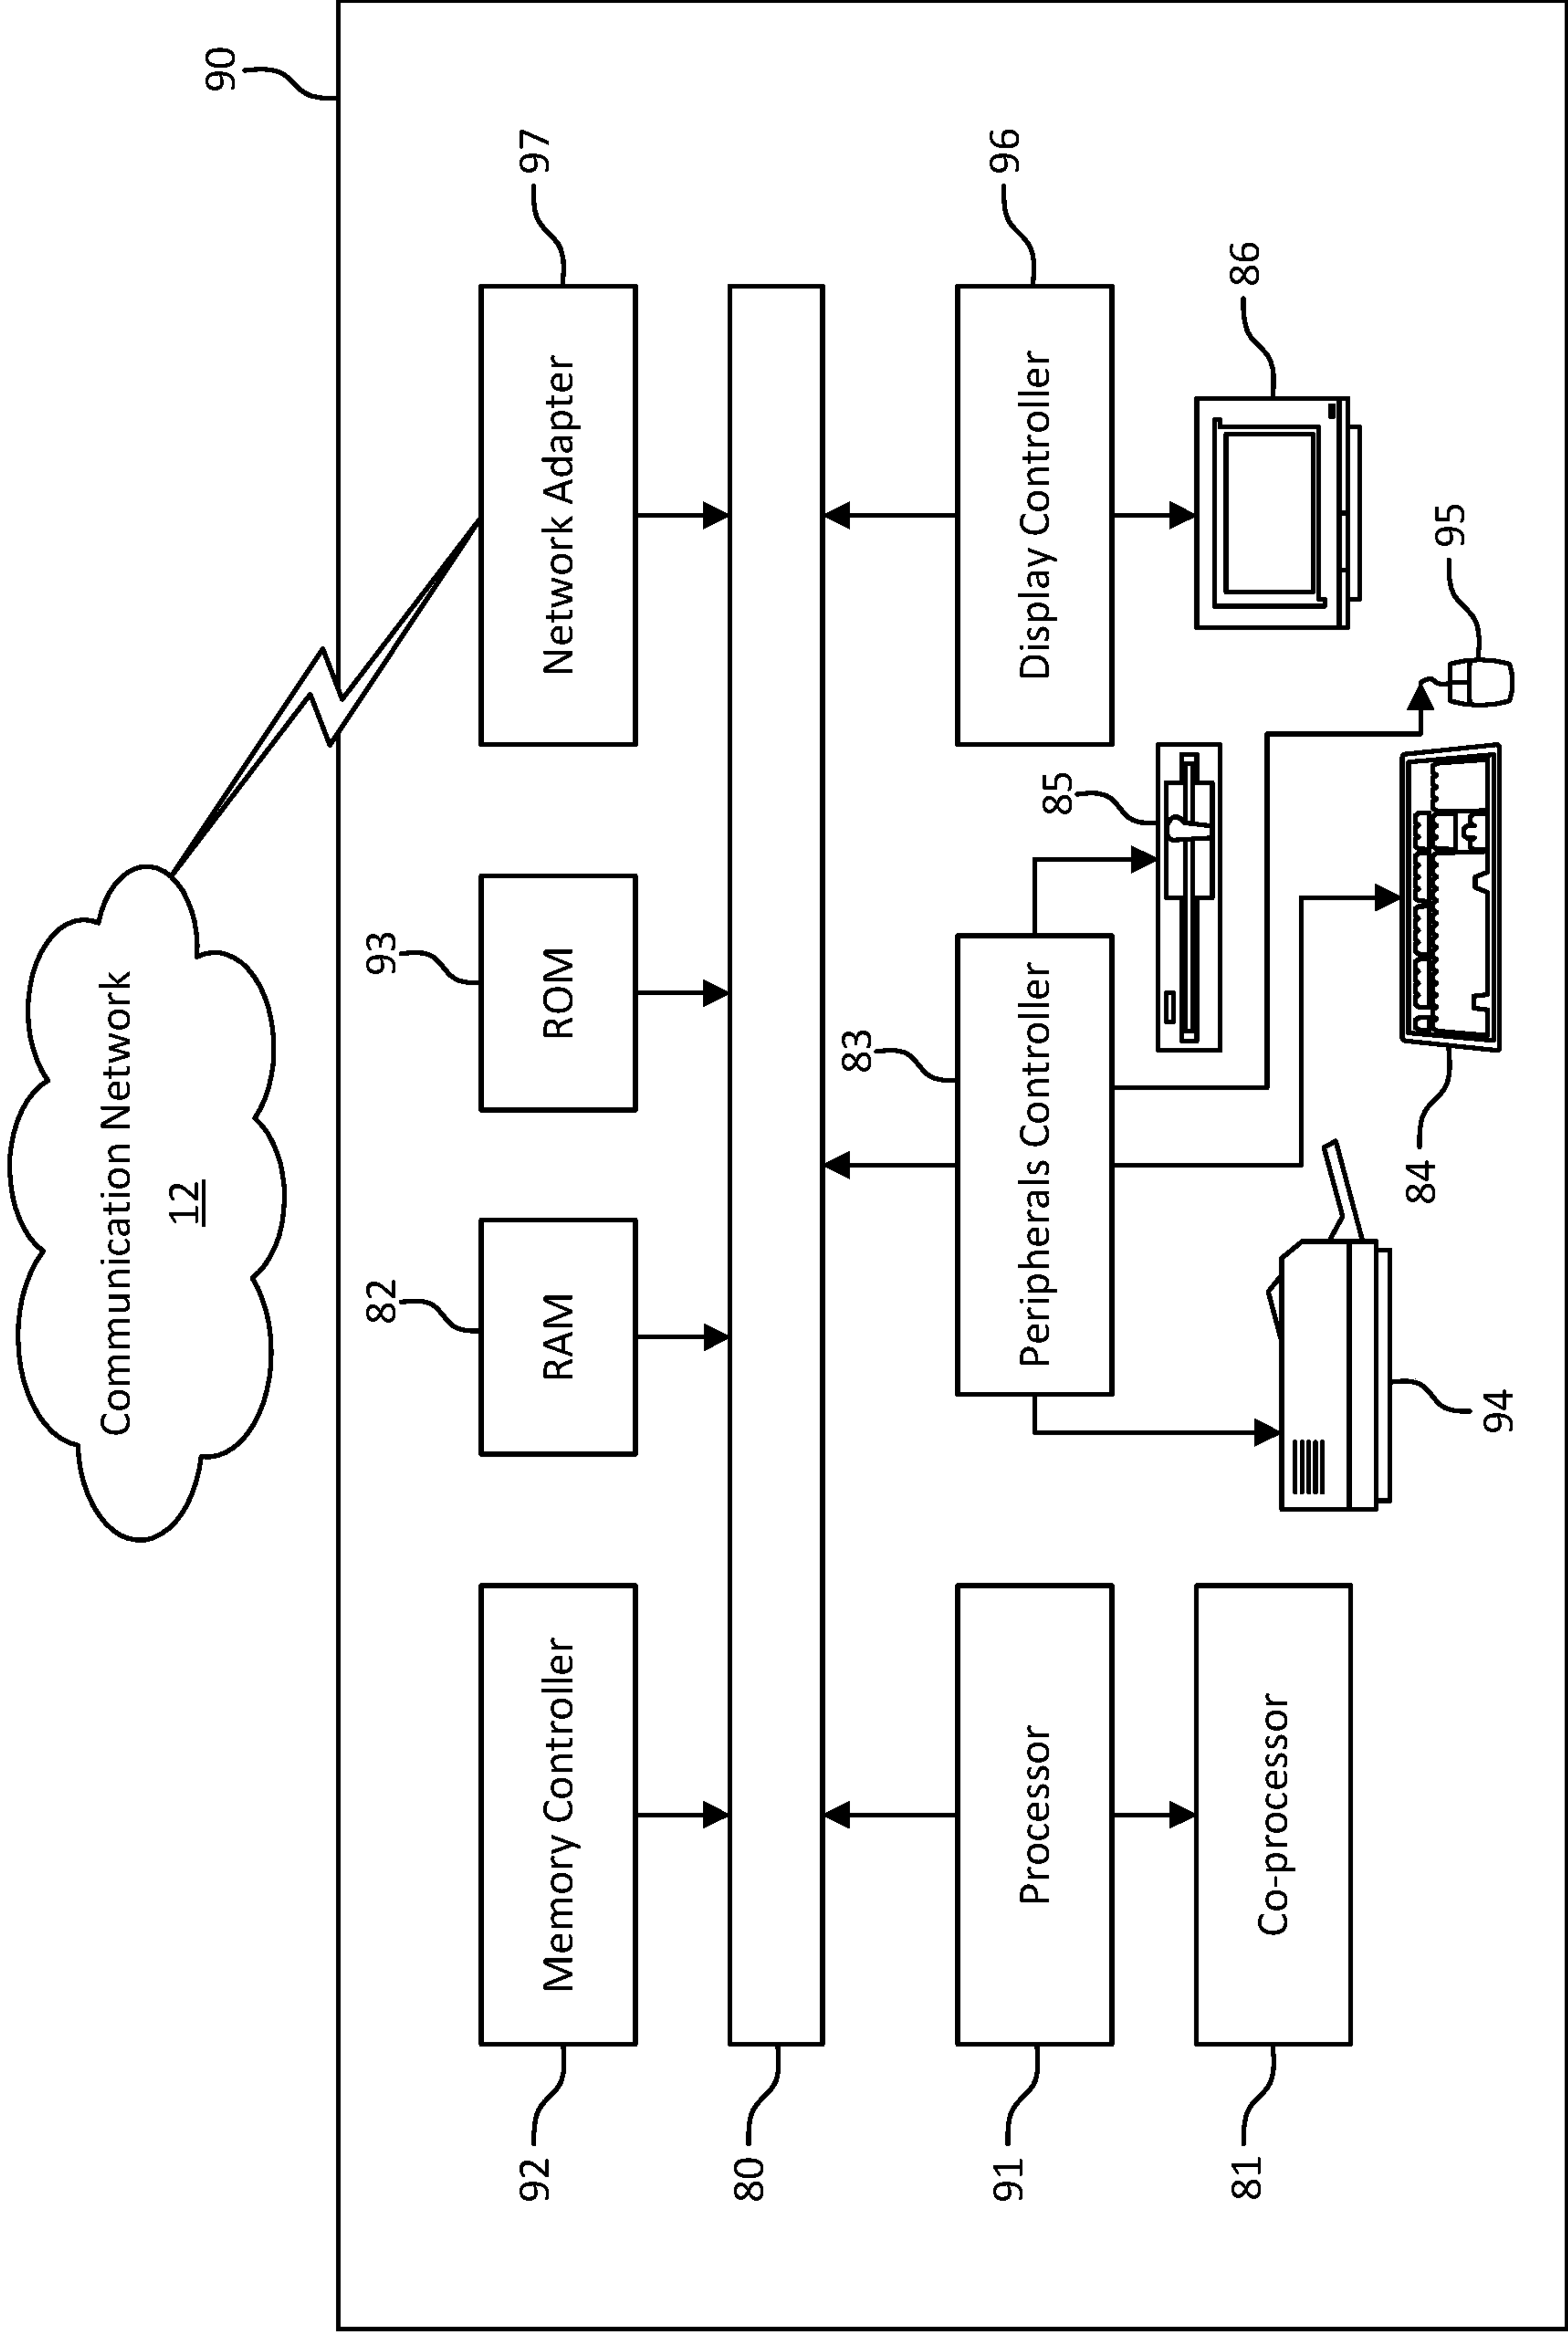 Communication Network
12
90
92
Memory Controller
82
RAM
93
ROM
Network Adapter
97
80
91
Processor
83
Peripherals Controller
Display Controller
96
85
86
81
Co-processor
94
84
95